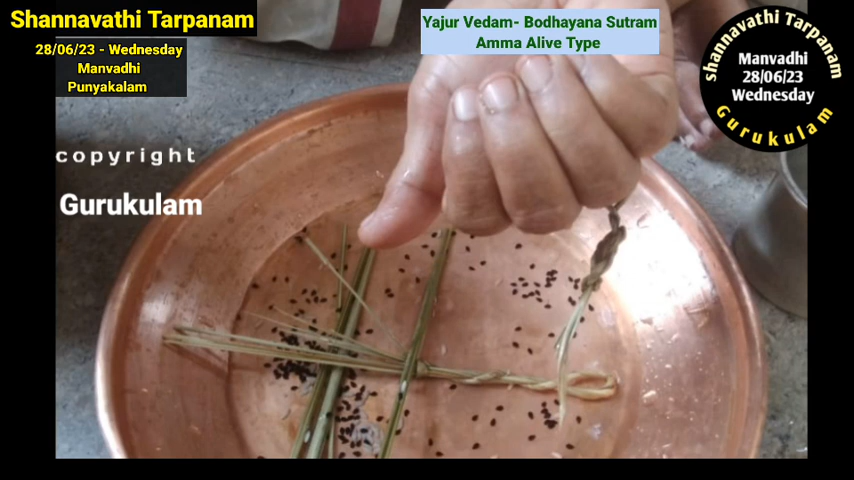 Shannavathi Tarpanam
28/06/23 - Wednesday
Manvadhi
Punyakalam
Yajur Vedam- Bodhayana Sutram
Amma Alive Type
shannavathi Tarpanam
Manvadhi
28/06/23
Wednesday
Gurukulam
copyright
Gurukulam